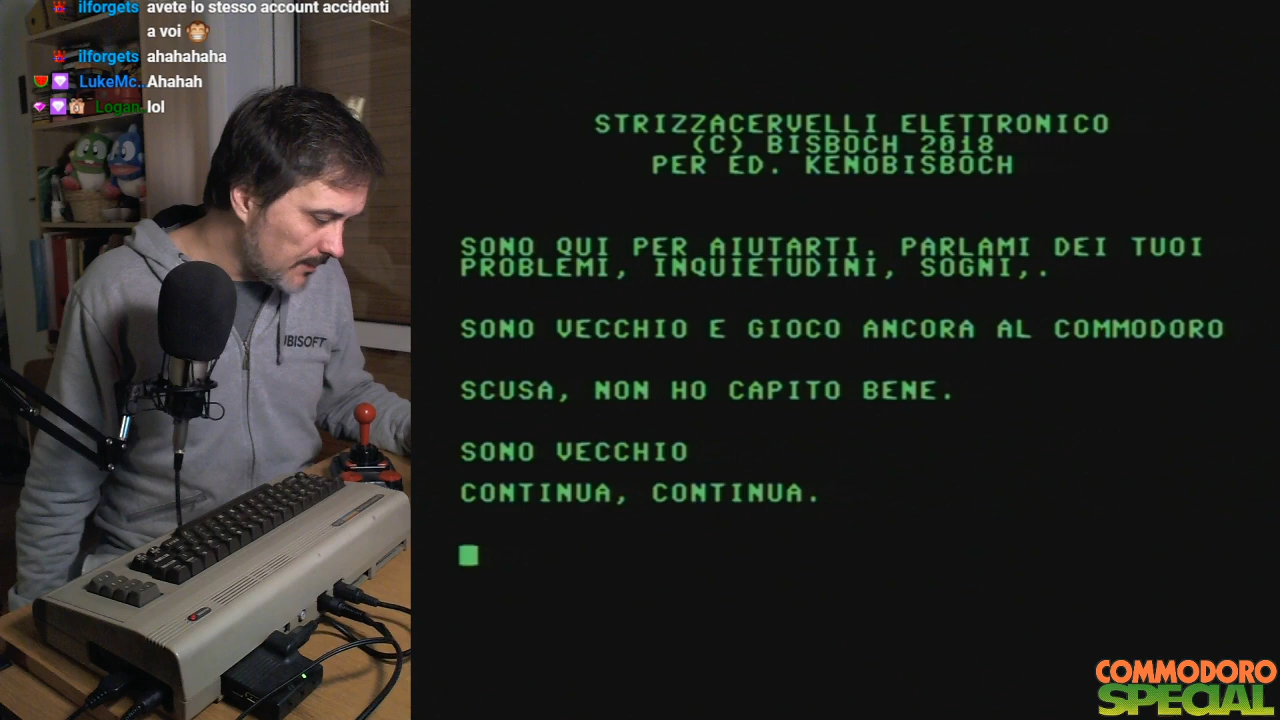 ilforgets avete lo stesso account accidenti
a voi
ilforgets ahahahaha
LukeMc... Ahahah
Logan lol
UBISOFT
STRIZZACERVELLI ELETTRONICO
(C) BISBOCH 2018
PER ED. KENOBISBOCH
SONO QUI PER AIUTARTI. PARLAMI DEI TUOI
PROBLEMI, INQUIETUDINI, SOGNI,.
SONO VECCHIO E GIOCO ANCORA AL COMMODORO
SCUSA, NON HO CAPITO BENE.
SONO VECCHIO
CONTINUA, CONTINUA.
COMMODORO
SPECIAL